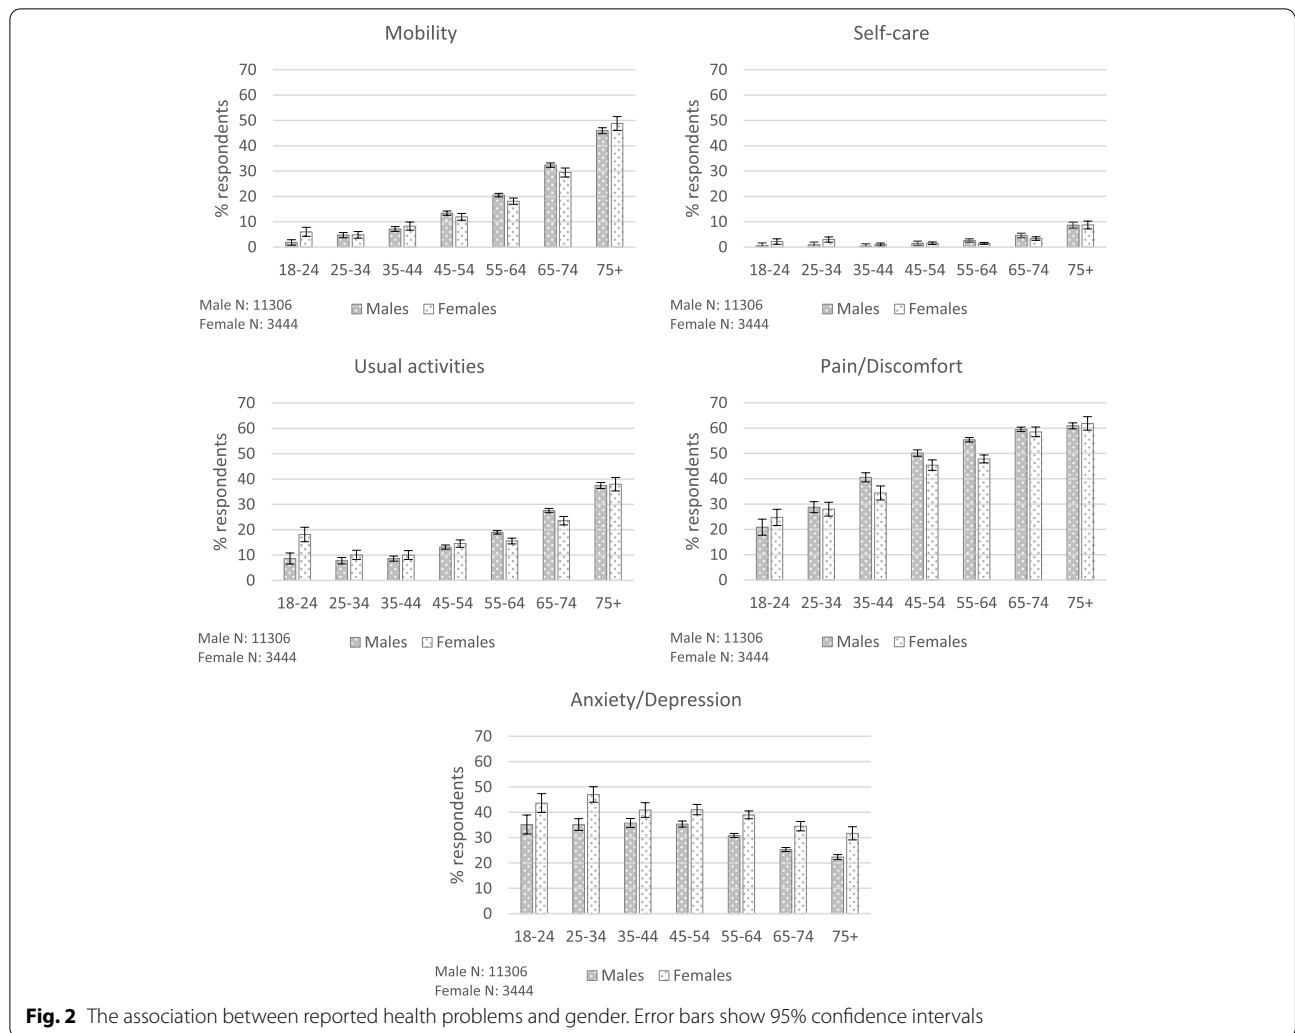 Mobility
% respondents
70
60
50
40
30
20
10
0
18-24 25-34 35-44 45-54 55-64 65-74 75+
Male N: 11306
Female N: 3444
Males Females
Self-care
% respondents
70
60
50
40
30
20
10
0
18-24 25-34 35-44 45-54 55-64 65-74 75+
Male N: 11306
Female N: 3444
Males Females
Usual activities
% respondents
70
60
50
40
30
20
10
0
18-24 25-34 35-44 45-54 55-64 65-74 75+
Male N: 11306
Female N: 3444
Males Females
Pain/Discomfort
% respondents
70
60
50
40
30
20
10
0
18-24 25-34 35-44 45-54 55-64 65-74 75+
Male N: 11306
Female N: 3444
Males Females
Anxiety/Depression
% respondents
70
60
50
40
30
20
10
0
18-24 25-34 35-44 45-54 55-64 65-74 75+
Male N: 11306
Female N: 3444
Males Females
Fig. 2 The association between reported health problems and gender. Error bars show 95% confidence intervals